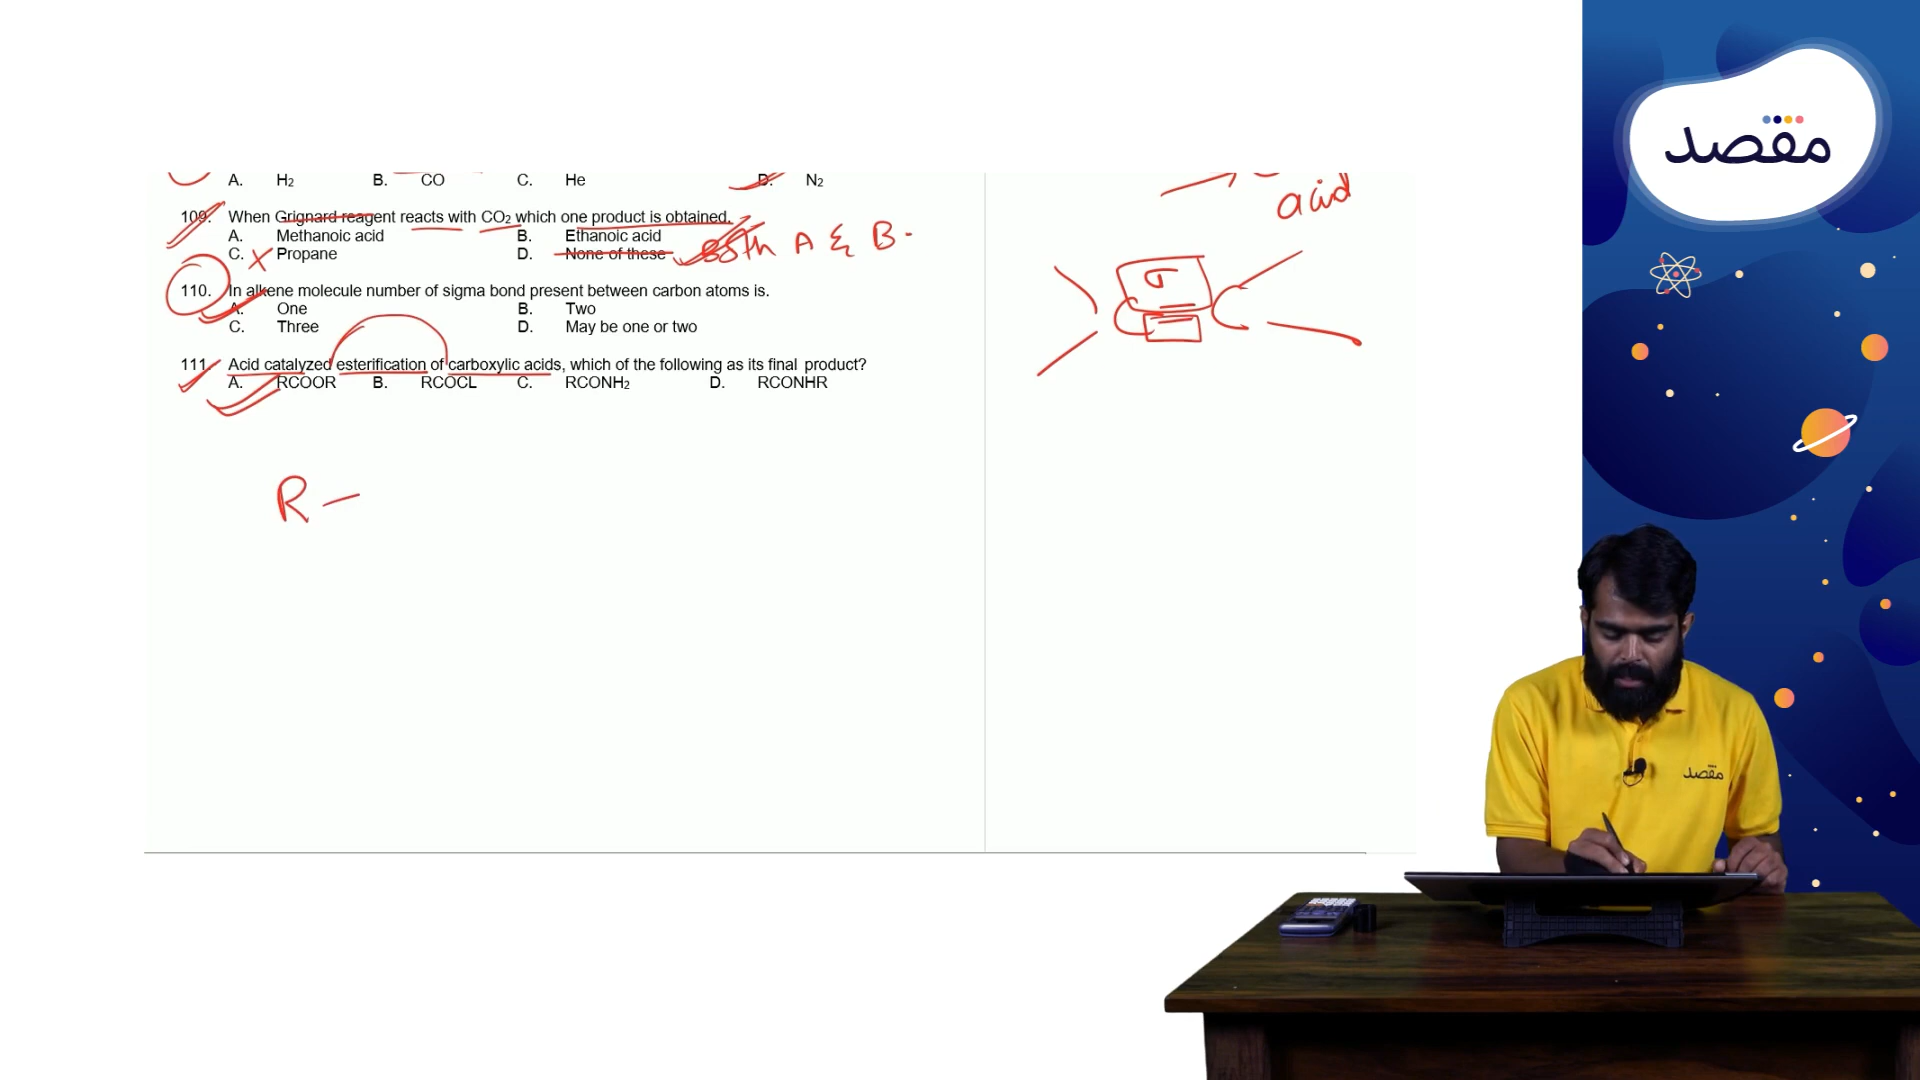 A. H₂ B. CO C. He D. N₂
acid
109. When Grignard reagent reacts with CO₂ which one product is obtained.
A. Methanoic acid B. Ethanoic acid
Both A & B.
C. Propane D. None of these
110. In alkene molecule number of sigma bond present between carbon atoms is.
A. One B. Two
C. Three D. May be one or two
σ
111. Acid catalyzed esterification of carboxylic acids, which of the following as its final product?
A. RCOOR B. RCOCL C. RCONH₂ D. RCONHR
R –
مقصد
مقصد